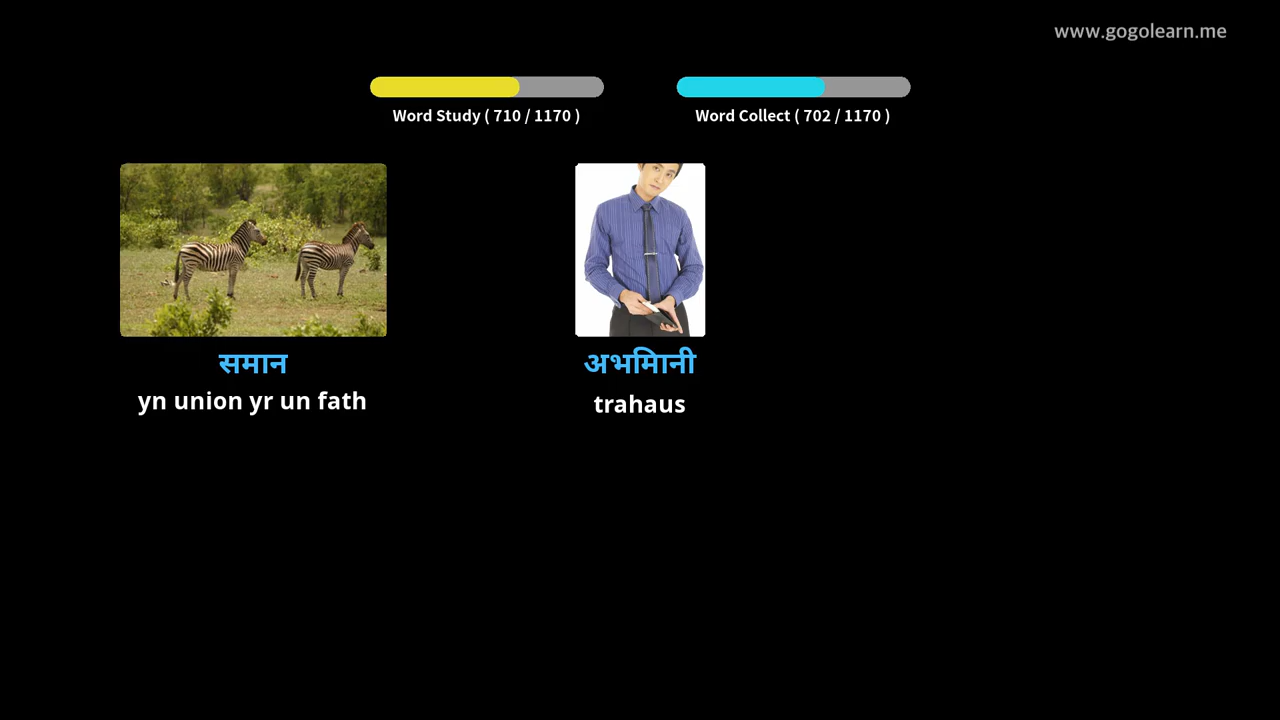 www.gogolearn.me
Word Study ( 710 / 1170 )
Word Collect ( 702 / 1170 )
समान
yn union yr un fath
अभिमानी
trahaus